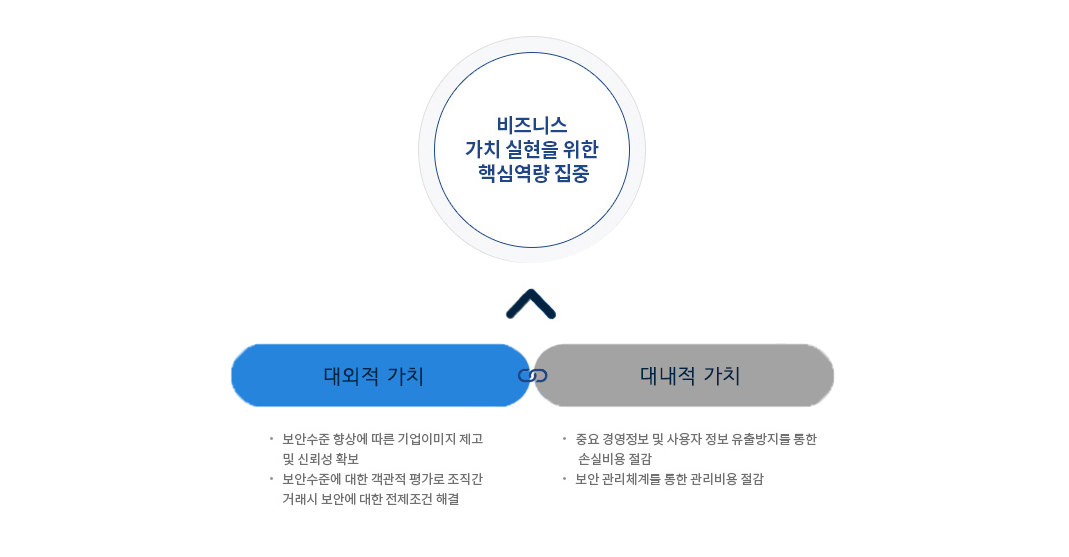 비즈니스
가치 실현을 위한
핵심역량 집중
대외적 가치
대내적 가치
• 보안수준 향상에 따른 기업이미지 제고
및 신뢰성 확보
• 보안수준에 대한 객관적 평가로 조직간
거래시 보안에 대한 전제조건 해결
• 중요 경영정보 및 사용자 정보 유출방지를 통한
손실비용 절감
• 보안 관리체계를 통한 관리비용 절감